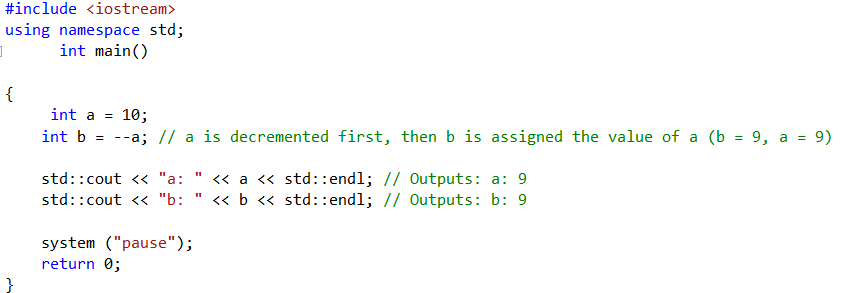 #include <iostream>
using namespace std;
int main()
{
int a = 10;
int b = --a; // a is decremented first, then b is assigned the value of a (b = 9, a = 9)
std::cout << "a: " << a << std::endl; // Outputs: a: 9
std::cout << "b: " << b << std::endl; // Outputs: b: 9
system ("pause");
return 0;
}